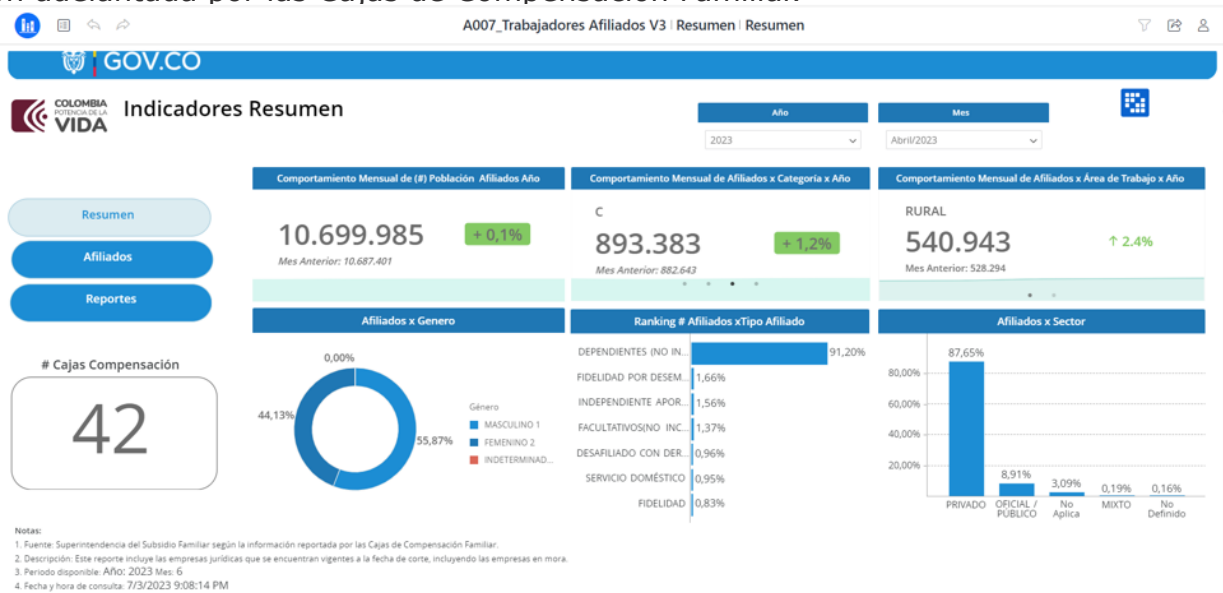 on adelantada por las Cajas de Compensación Familiar.
A007_Trabajadores Afiliados V3 | Resumen | Resumen
GOV.CO
COLOMBIA
POTENCIA DE LA
VIDA
Indicadores Resumen
Año
Mes
2023
Abril/2023
Comportamiento Mensual de (#) Población Afiliados Año
Comportamiento Mensual de Afiliados x Categoría x Año
Comportamiento Mensual de Afiliados x Área de Trabajo x Año
Resumen
Afiliados
Reportes
10.699.985
+ 0,1%
Mes Anterior: 10.687.401
C
893.383
+ 1,2%
Mes Anterior: 882.643
RURAL
540.943
↑ 2.4%
Mes Anterior: 528.294
# Cajas Compensación
42
Afiliados x Genero
0,00%
44,13%
55,87%
Género
MASCULINO 1
FEMENINO 2
INDETERMINAD...
Ranking # Afiliados xTipo Afiliado
DEPENDIENTES (NO IN... 91,20%
FIDELIDAD POR DESEM... 1,66%
INDEPENDIENTE APOR... 1,56%
FACULTATIVOS(NO INC... 1,37%
DESAFILIADO CON DER... 0,96%
SERVICIO DOMÉSTICO 0,95%
FIDELIDAD 0,83%
Afiliados x Sector
80,00%
60,00%
40,00%
20,00%
87,65%
8,91%
3,09%
0,19%
0,16%
PRIVADO
OFICIAL /
PÚBLICO
No
Aplica
MIXTO
No
Definido
Notas:
1. Fuente: Superintendencia del Subsidio Familiar según la información reportada por las Cajas de Compensación Familiar.
2. Descripción: Este reporte incluye las empresas jurídicas que se encuentran vigentes a la fecha de corte, incluyendo las empresas en mora.
3. Periodo disponible: Año: 2023 Mes: 6
4. Fecha y hora de consulta: 7/3/2023 9:08:14 PM